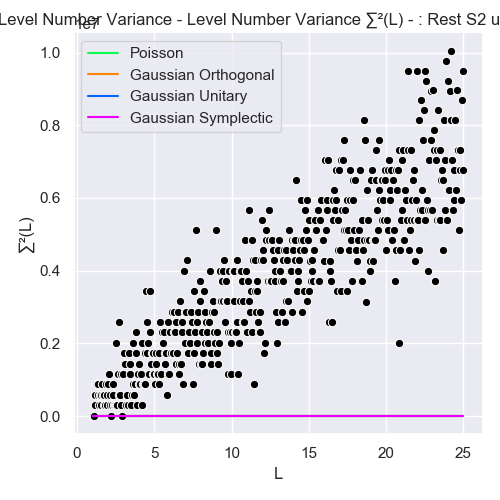 Level Number Variance - Level Number Variance ∑²(L) - : Rest S2 u
1e7
Poisson
Gaussian Orthogonal
Gaussian Unitary
Gaussian Symplectic
1.0
0.8
0.6
0.4
0.2
0.0
∑²(L)
0 5 10 15 20 25
L